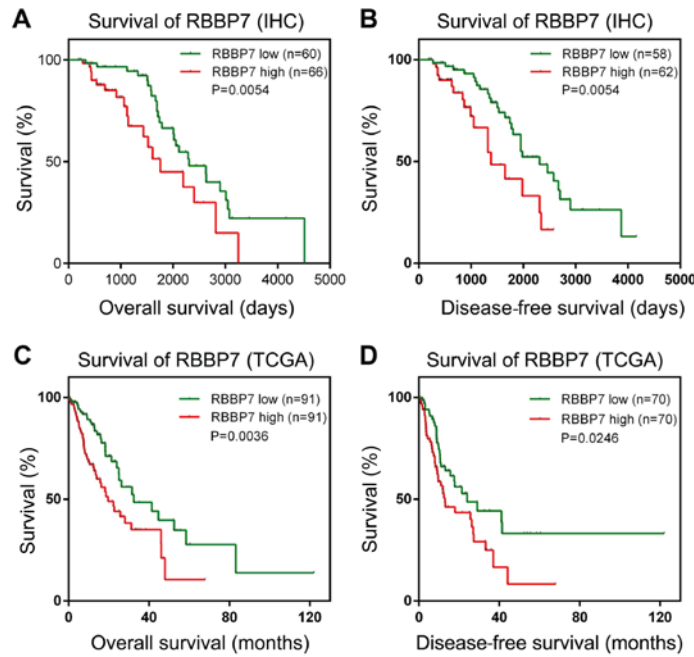 A
Survival of RBBP7 (IHC)
RBBP7 low (n=60)
RBBP7 high (n=66)
P=0.0054
Survival (%)
100
50
0
0 1000 2000 3000 4000 5000
Overall survival (days)
B
Survival of RBBP7 (IHC)
RBBP7 low (n=58)
RBBP7 high (n=62)
P=0.0054
Survival (%)
100
50
0
0 1000 2000 3000 4000 5000
Disease-free survival (days)
C
Survival of RBBP7 (TCGA)
RBBP7 low (n=91)
RBBP7 high (n=91)
P=0.0036
Survival (%)
100
50
0
0 40 80 120
Overall survival (months)
D
Survival of RBBP7 (TCGA)
RBBP7 low (n=70)
RBBP7 high (n=70)
P=0.0246
Survival (%)
100
50
0
0 40 80 120
Disease-free survival (months)